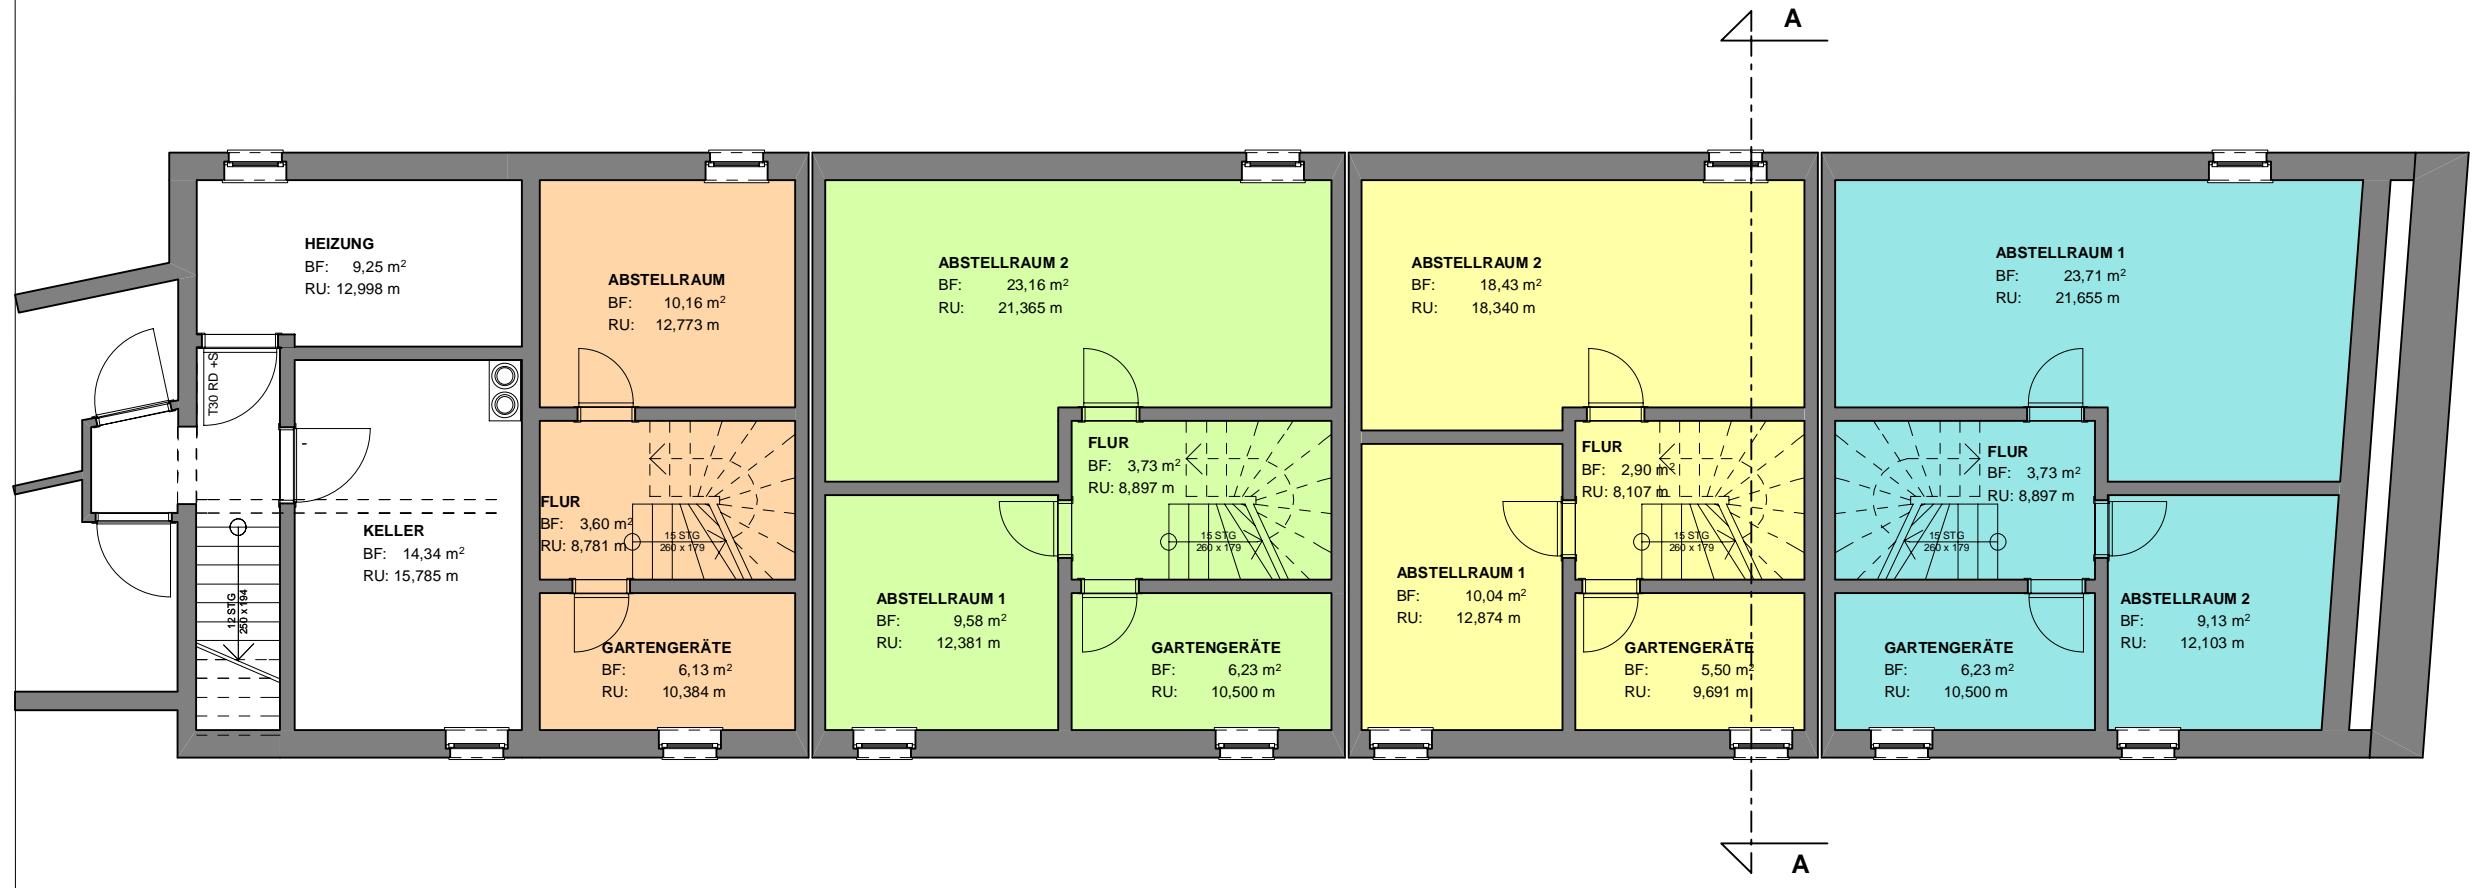 A
HEIZUNG
BF: 9,25 m²
RU: 12,998 m
ABSTELLRAUM
BF: 10,16 m²
RU: 12,773 m
ABSTELLRAUM 2
BF: 23,16 m²
RU: 21,365 m
ABSTELLRAUM 2
BF: 18,43 m²
RU: 18,340 m
ABSTELLRAUM 1
BF: 23,71 m²
RU: 21,655 m
T30 RD +S
KELLER
BF: 14,34 m²
RU: 15,785 m
12 STG
250 x 194
FLUR
BF: 3,60 m²
RU: 8,781 m
15 STG
260 x 179
GARTENGERÄTE
BF: 6,13 m²
RU: 10,384 m
FLUR
BF: 3,73 m²
RU: 8,897 m
15 STG
260 x 179
ABSTELLRAUM 1
BF: 9,58 m²
RU: 12,381 m
GARTENGERÄTE
BF: 6,23 m²
RU: 10,500 m
FLUR
BF: 2,90 m²
RU: 8,107 m
15 STG
260 x 179
ABSTELLRAUM 1
BF: 10,04 m²
RU: 12,874 m
GARTENGERÄTE
BF: 5,50 m²
RU: 9,691 m
FLUR
BF: 3,73 m²
RU: 8,897 m
15 STG
260 x 179
GARTENGERÄTE
BF: 6,23 m²
RU: 10,500 m
ABSTELLRAUM 2
BF: 9,13 m²
RU: 12,103 m
A